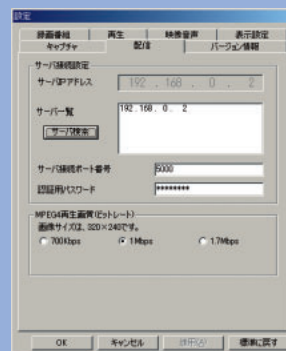 設定
録画番組 再生 映像音声 表示設定
キャプチャ 配信 バージョン情報
サーバ接続設定
サーバIPアドレス 192 . 168 . 0 . 2
サーバ一覧 192.168. 0. 2
サーバ検索
サーバ接続ポート番号 5000
認証用パスワード ********
MPEG4再生画質(ビットレート)
画像サイズは、320×240です。
700Kbps 1Mbps 1.7Mbps
OK キャンセル 適用(A) 標準に戻す